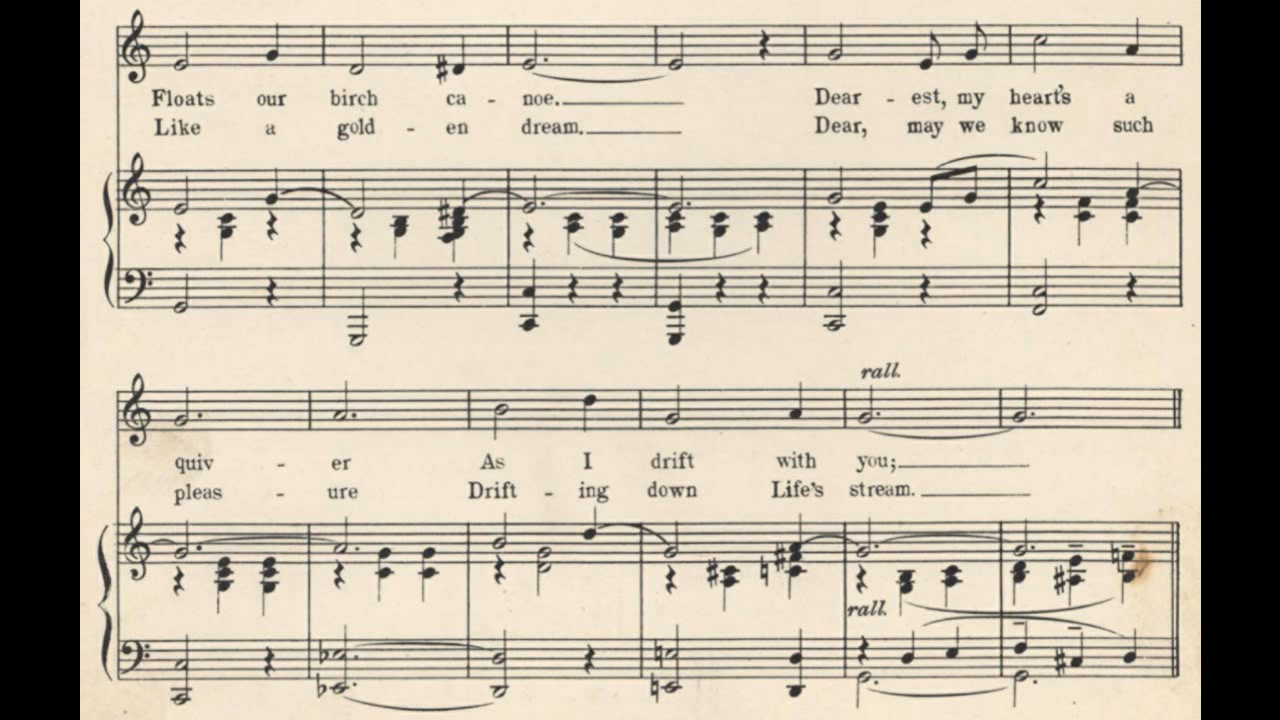 Floats our birch ca - noe.
Like a gold - en dream.
Dear - est, my heart's a
Dear, may we know such
rall.
quiv - er As I drift with you;
pleas - ure Drift - ing down Life's stream.
rall.